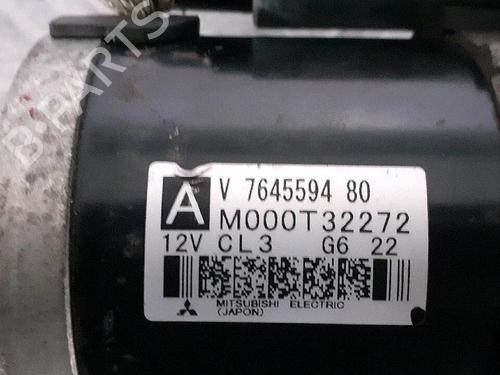 B-PARTS
A V 7645594 80
M000T32272
12V CL3 G6 22
MITSUBISHI ELECTRIC
(JAPON)